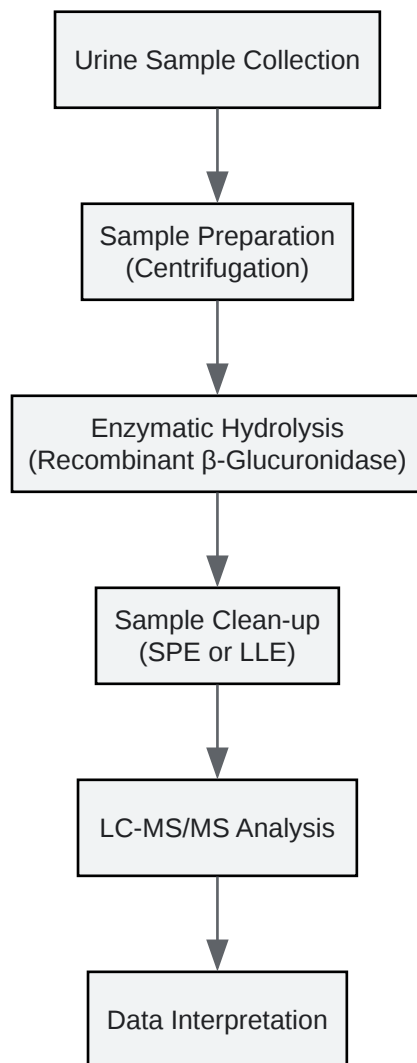 Urine Sample Collection
Sample Preparation
(Centrifugation)
Enzymatic Hydrolysis
(Recombinant β-Glucuronidase)
Sample Clean-up
(SPE or LLE)
LC-MS/MS Analysis
Data Interpretation